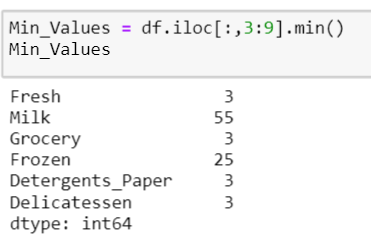 Min_Values = df.iloc[:,3:9].min()
Min_Values
Fresh 3
Milk 55
Grocery 3
Frozen 25
Detergents_Paper 3
Delicatessen 3
dtype: int64